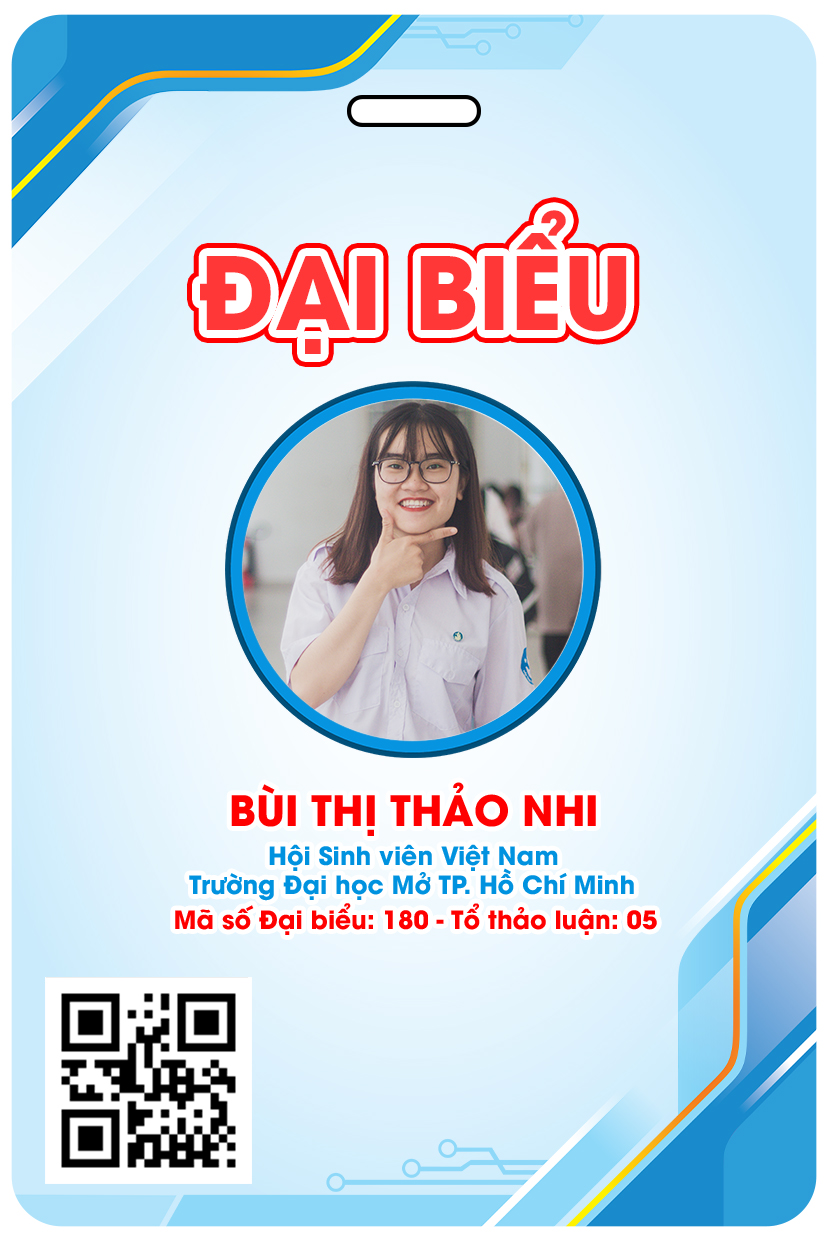 ĐẠI BIỂU
BÙI THỊ THẢO NHI
Hội Sinh viên Việt Nam
Trường Đại học Mở TP. Hồ Chí Minh
Mã số Đại biểu: 180 - Tổ thảo luận: 05